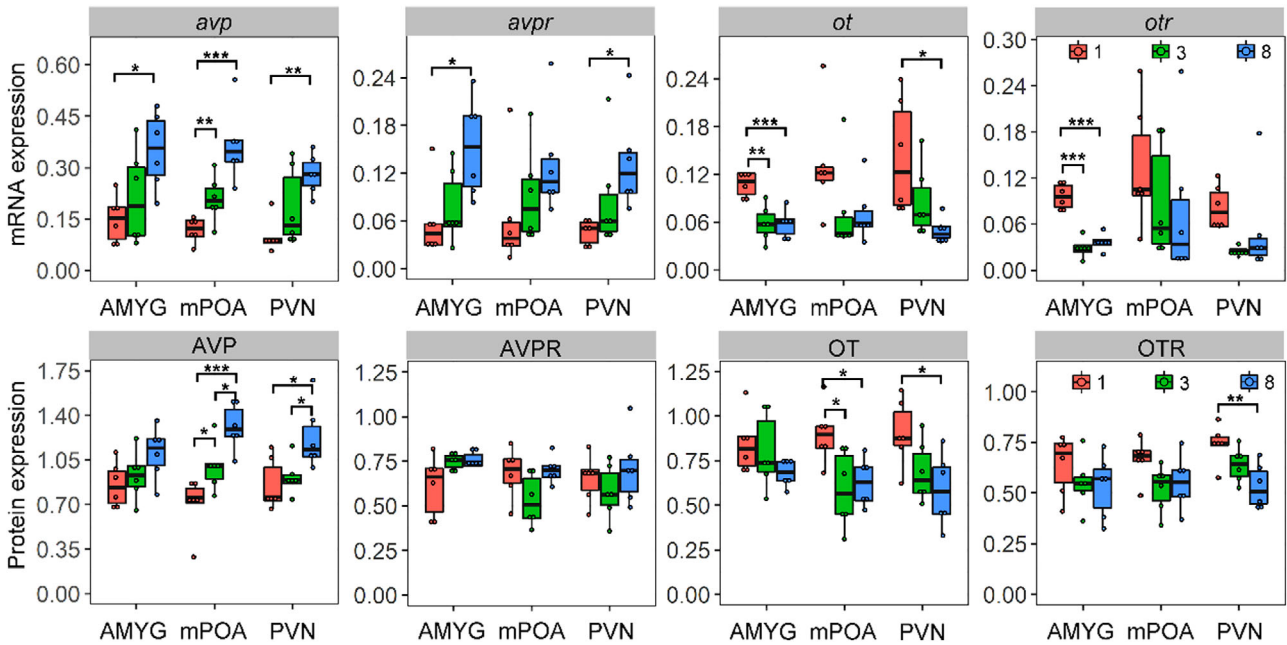 avp avpr ot otr
mRNA expression
0.60 0.45 0.30 0.15 0.00
* *** ** **
AMYG mPOA PVN
0.24 0.18 0.12 0.06 0.00
* *
AMYG mPOA PVN
0.24 0.18 0.12 0.06 0.00
*** ** *
AMYG mPOA PVN
0.30 0.24 0.18 0.12 0.06 0.00
1 3 8
*** ***
AMYG mPOA PVN
AVP AVPR OT OTR
Protein expression
1.75 1.40 1.05 0.70 0.35 0.00
*** * * * *
AMYG mPOA PVN
1.25 1.00 0.75 0.50 0.25 0.00
AMYG mPOA PVN
1.25 1.00 0.75 0.50 0.25 0.00
* * *
AMYG mPOA PVN
1.00 0.75 0.50 0.25 0.00
1 3 8
**
AMYG mPOA PVN